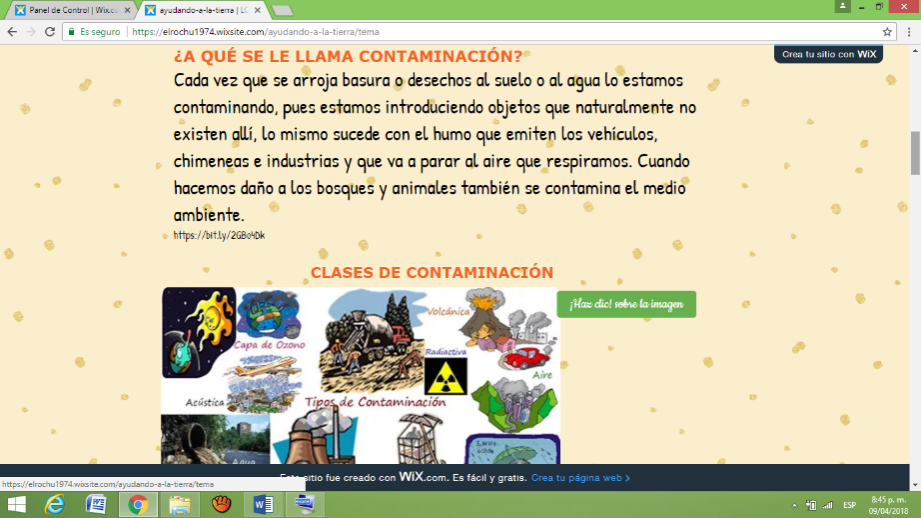 Panel de Control | Wix.c
ayudando-a-la-tierra | LC
Es seguro
https://elrochu1974.wixsite.com/ayudando-a-la-tierra/tema
Crea tu sitio con WiX
¿A QUÉ SE LE LLAMA CONTAMINACIÓN?
Cada vez que se arroja basura o desechos al suelo o al agua lo estamos
contaminando, pues estamos introduciendo objetos que naturalmente no
existen allí, lo mismo sucede con el humo que emiten los vehículos,
chimeneas e industrias y que va a parar al aire que respiramos. Cuando
hacemos daño a los bosques y animales también se contamina el medio
ambiente.
https://bit.ly/2GBo4Dk
CLASES DE CONTAMINACIÓN
¡Haz clic! sobre la imagen
Volcánica
Capa de Ozono
Radiactiva
Aire
Acústica
Tipos de Contaminación
Agua
Este sitio fue creado con WiX.com. Es fácil y gratis. Crea tu página web >
https://elrochu1974.wixsite.com/ayudando-a-la-tierra/tema
ESP
8:45 p.m.
09/04/2018